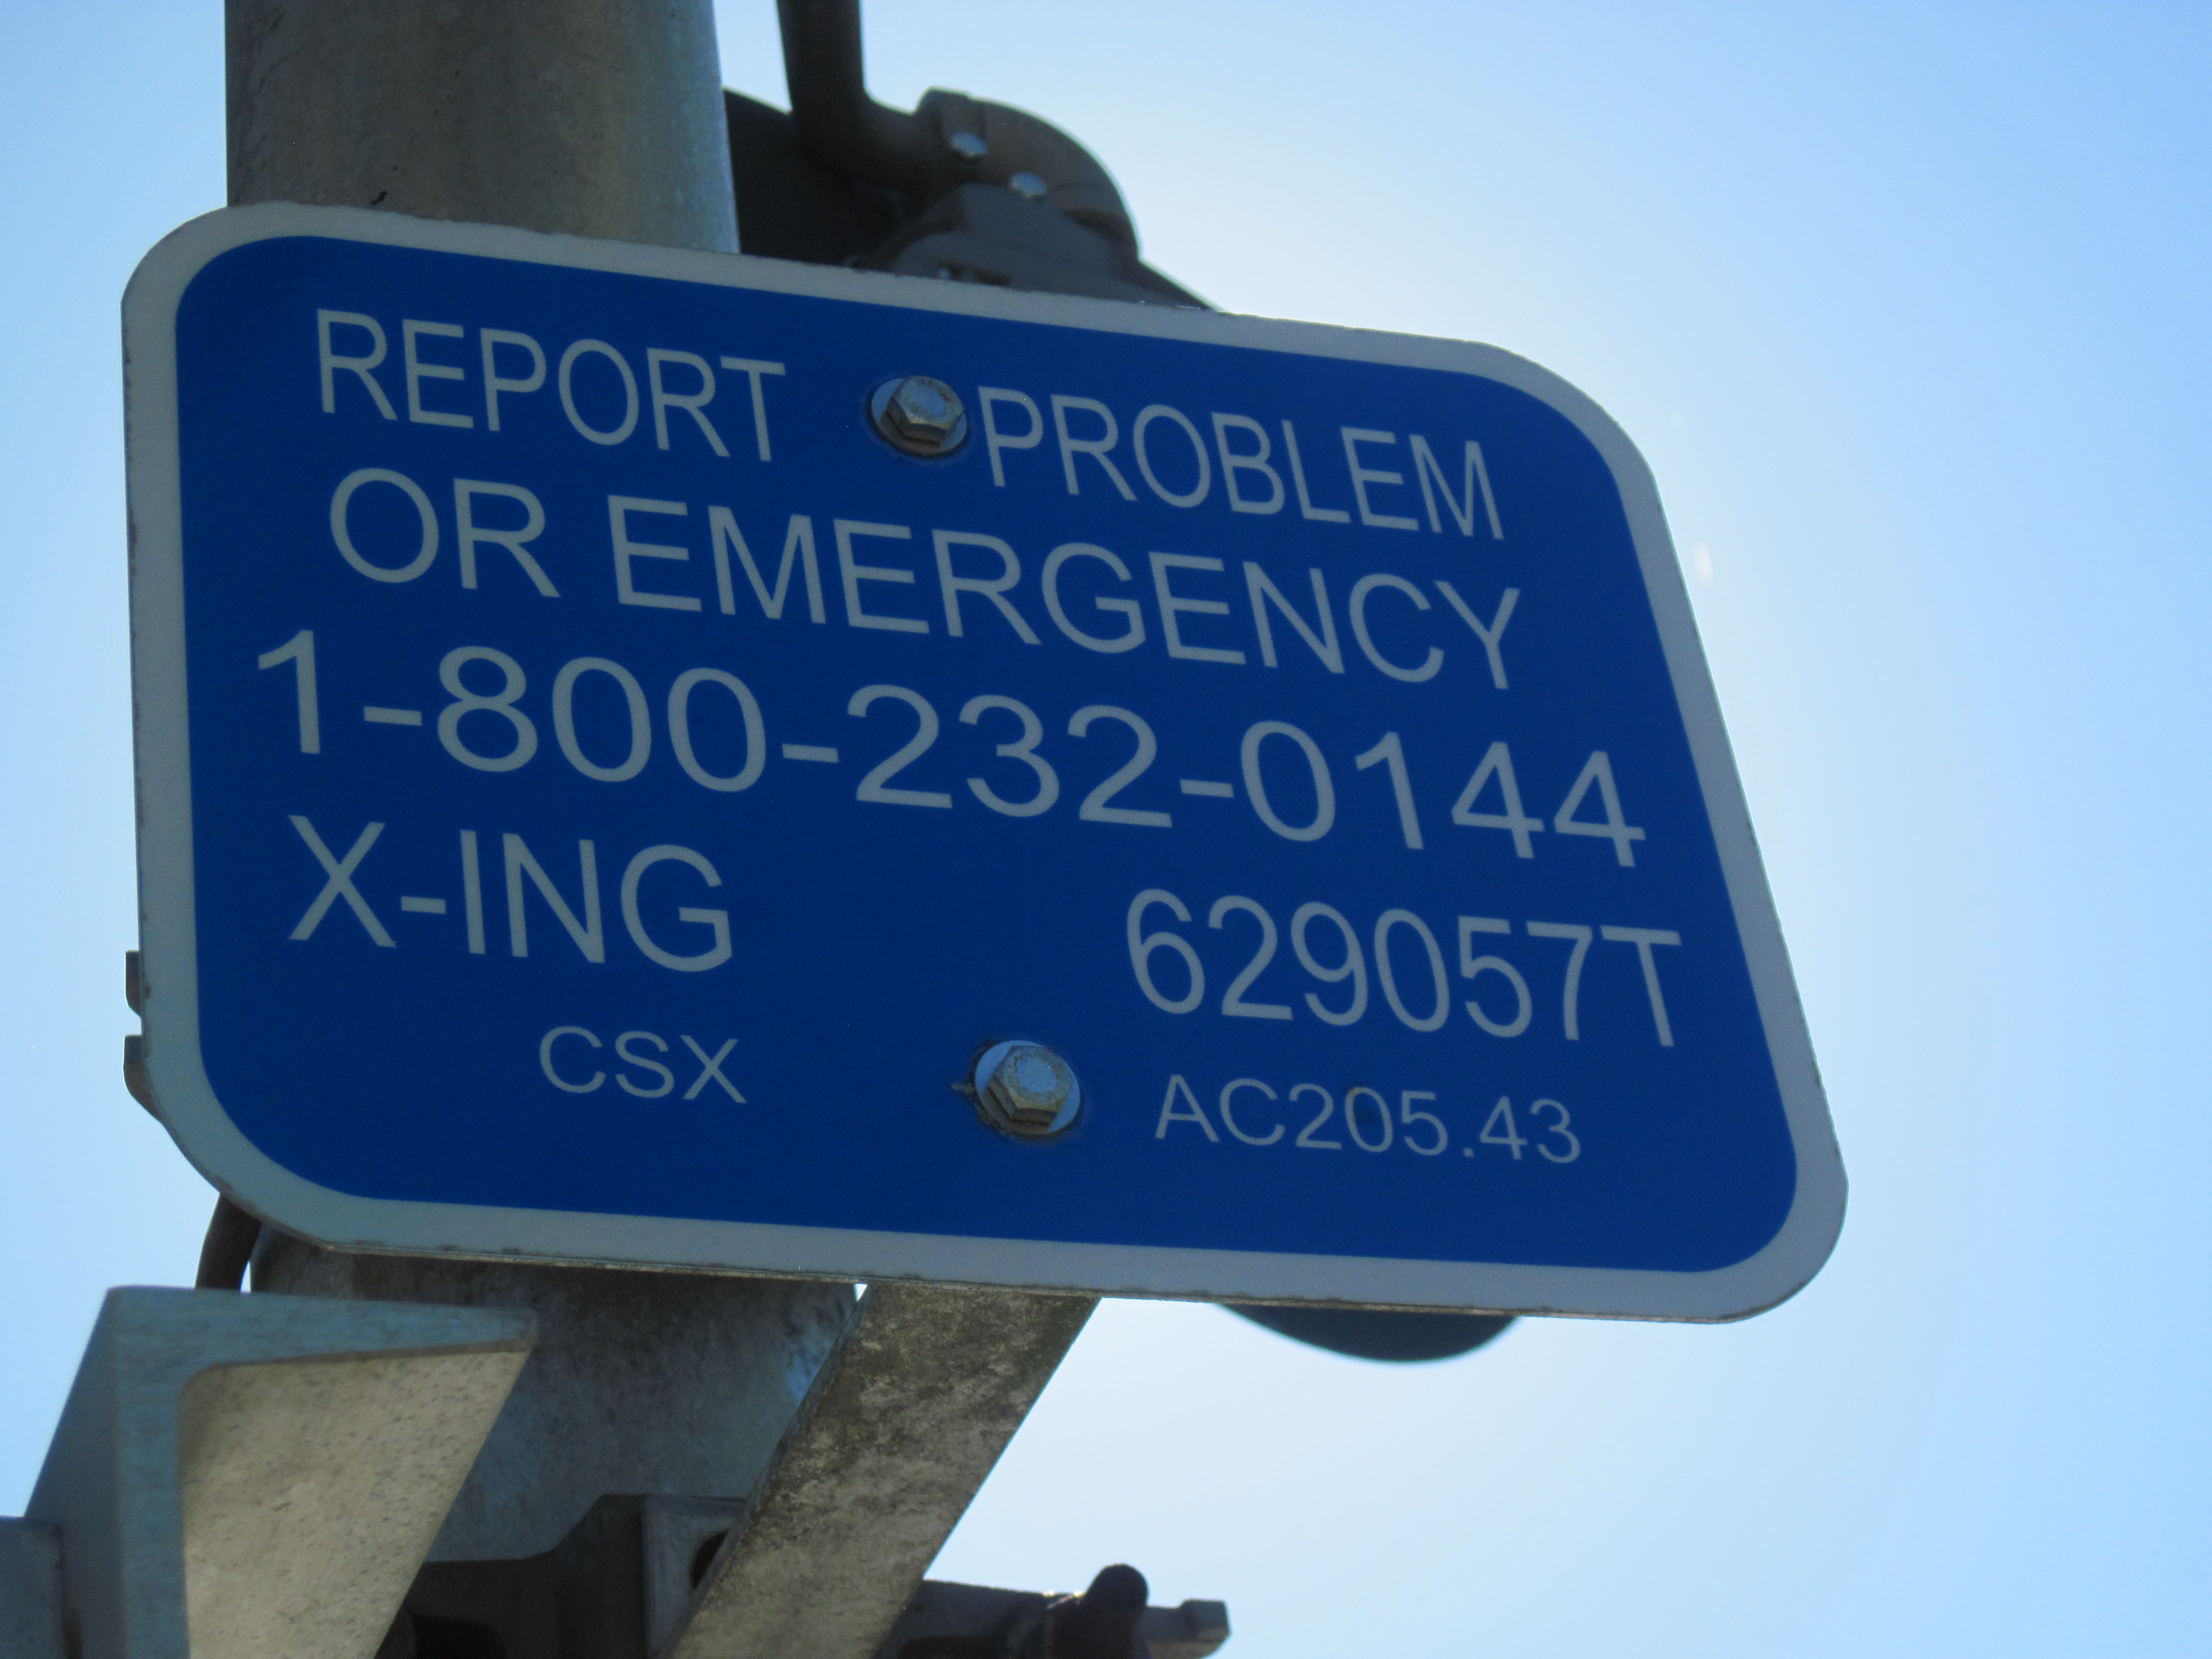 REPORT PROBLEM
OR EMERGENCY
1-800-232-0144
X-ING 629057T
CSX AC205.43